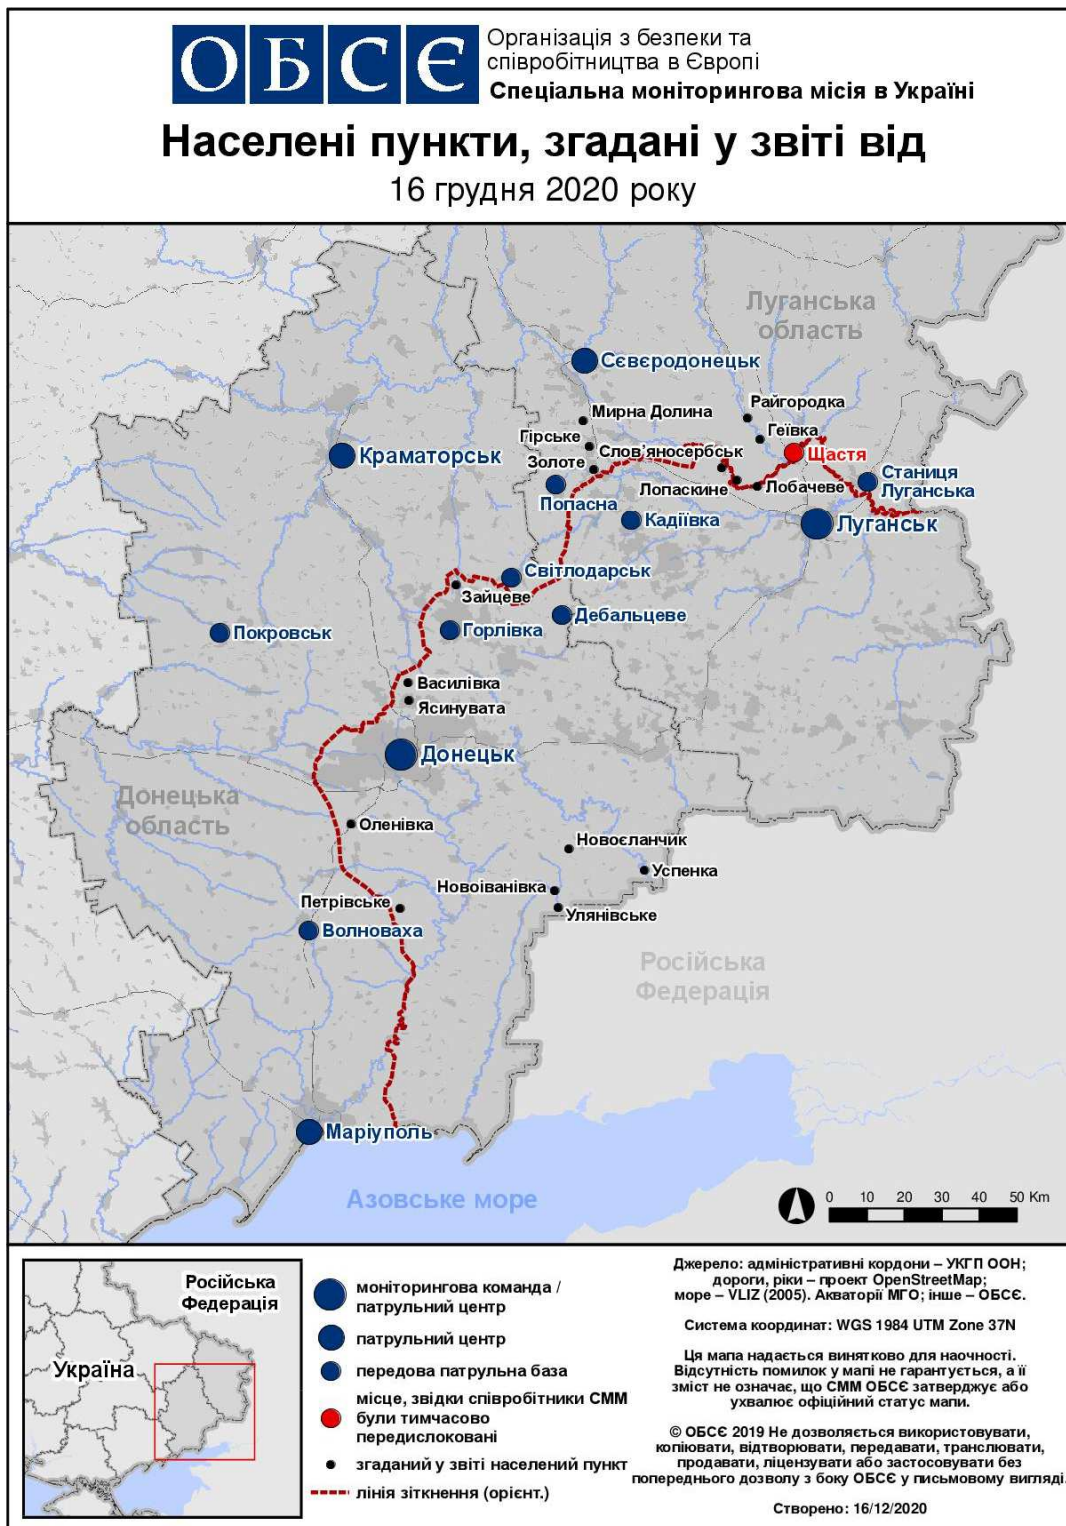 ОБСЄ
Організація з безпеки та
співробітництва в Європі
Спеціальна моніторингова місія в Україні
Населені пункти, згадані у звіті від
16 грудня 2020 року
Луганська
область
Сєвєродонецьк
Мирна Долина
Райгородка
Гірське
Геївка
Слов'яносербськ
Щастя
Краматорськ
Золоте
Станиця
Луганська
Лопаскине
Лобачеве
Попасна
Кадіївка
Луганськ
Світлодарськ
Зайцеве
Дебальцеве
Покровськ
Горлівка
Василівка
Ясинувата
Донецьк
Донецька
область
Оленівка
Новоєланчик
Успенка
Новоіванівка
Петрівське
Улянівське
Волноваха
Російська
Федерація
Маріуполь
Азовське море
0 10 20 30 40 50 Km
Російська
Федерація
Україна
моніторингова команда /
патрульний центр
патрульний центр
передова патрульна база
місце, звідки співробітники СММ
були тимчасово
передислоковані
згаданий у звіті населений пункт
лінія зіткнення (орієнт.)
Джерело: адміністративні кордони – УКГП ООН;
дороги, ріки – проект OpenStreetMap;
море – VLIZ (2005). Акваторії МГО; інше – ОБСЄ.
Система координат: WGS 1984 UTM Zone 37N
Ця мапа надається винятково для наочності.
Відсутність помилок у мапі не гарантується, а її
зміст не означає, що СММ ОБСЄ затверджує або
ухвалює офіційний статус мапи.
© ОБСЄ 2019 Не дозволяється використовувати,
копіювати, відтворювати, передавати, транслювати,
продавати, ліцензувати або застосовувати без
попереднього дозволу з боку ОБСЄ у письмовому вигляді.
Створено: 16/12/2020